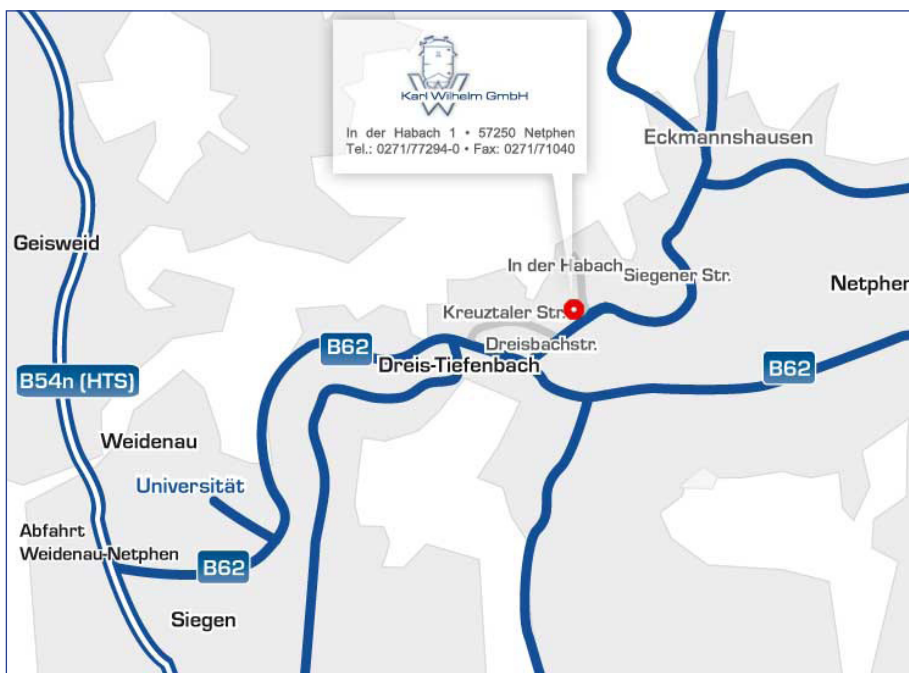 Karl Wilhelm GmbH
W
In der Habach 1 • 57250 Netphen
Tel.: 0271/77294-0 • Fax: 0271/71040
Eckmannshausen
Geisweid
In der Habach
Siegener Str.
Netphen
Kreuztaler Str.
Dreisbachstr.
B62
Dreis-Tiefenbach
B62
B54n (HTS)
Weidenau
Universität
Abfahrt
Weidenau-Netphen
B62
Siegen